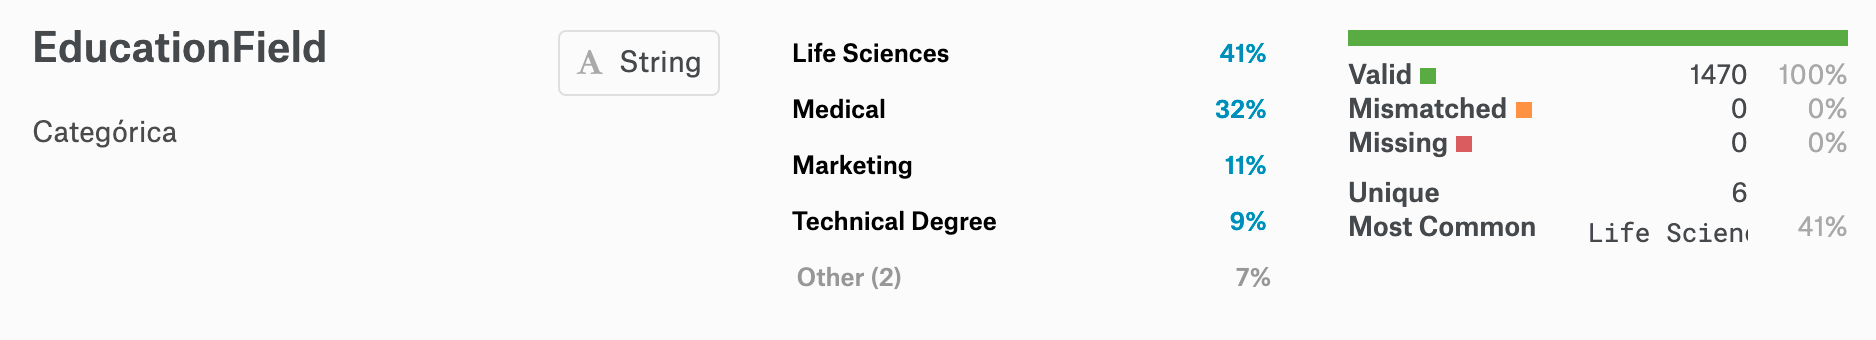 EducationField
A String
Categórica
Life Sciences 41%
Medical 32%
Marketing 11%
Technical Degree 9%
Other (2) 7%
Valid 1470 100%
Mismatched 0 0%
Missing 0 0%
Unique 6
Most Common Life Scien 41%